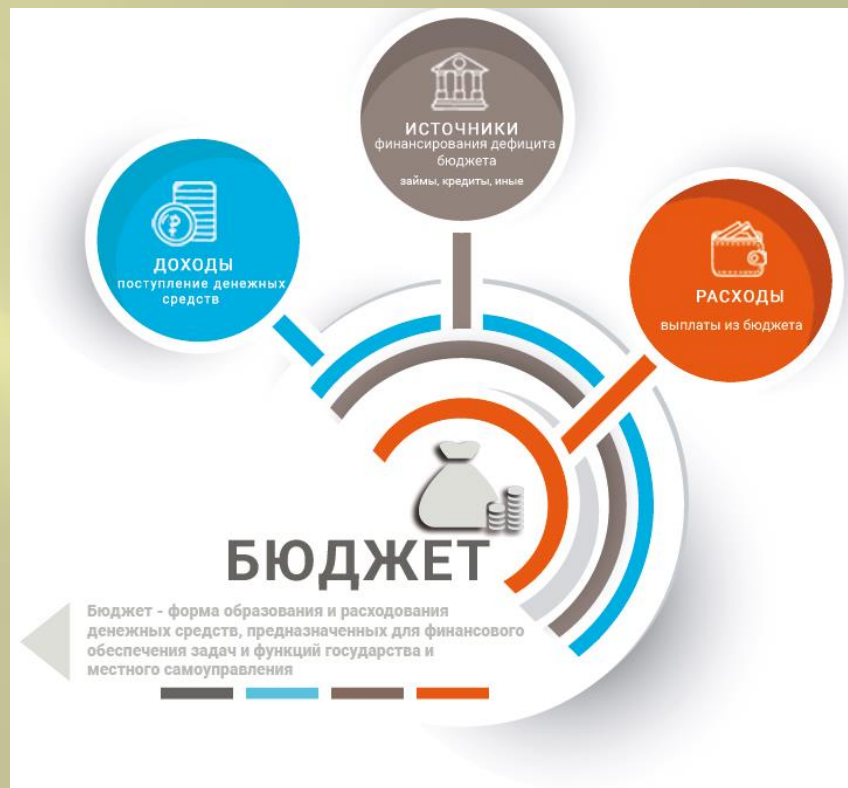 ИСТОЧНИКИ
финансирования дефицита
бюджета
займы, кредиты, иные
ДОХОДЫ
поступление денежных
средств
РАСХОДЫ
выплаты из бюджета
БЮДЖЕТ
Бюджет - форма образования и расходования
денежных средств, предназначенных для финансового
обеспечения задач и функций государства и
местного самоуправления